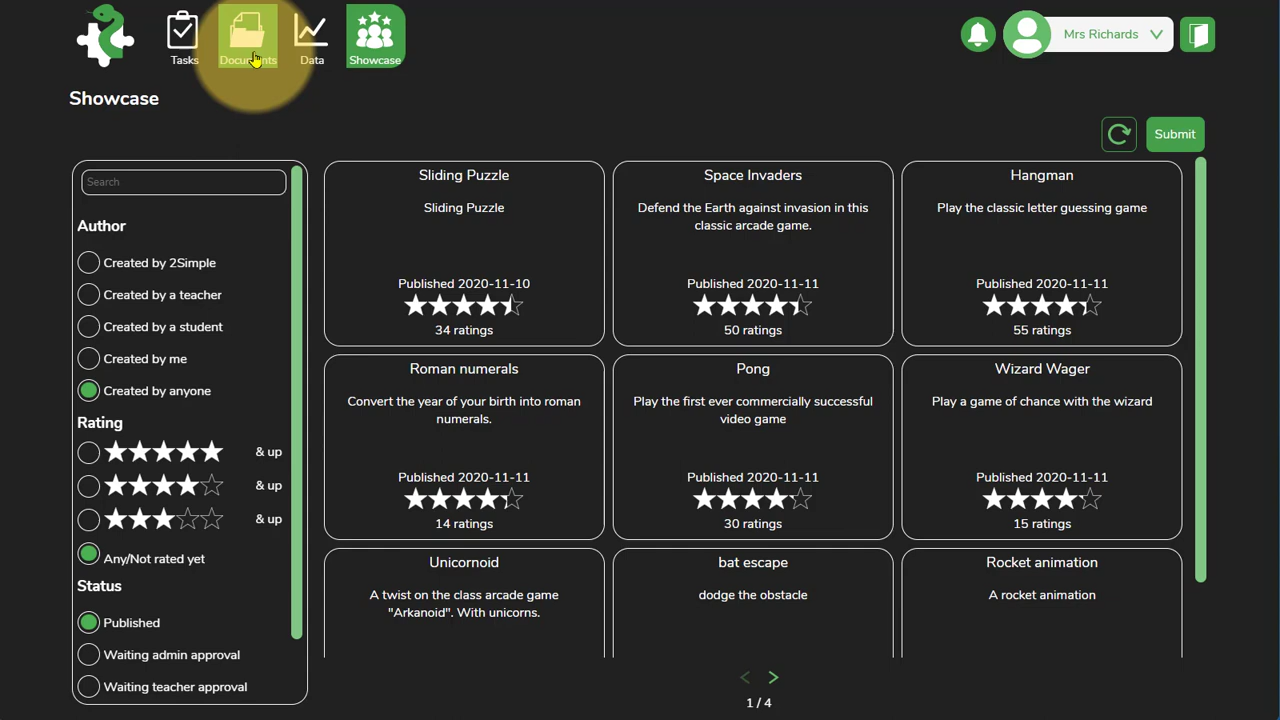 Tasks
Documents
Data
Showcase
Mrs Richards
Showcase
Submit
Search
Author
Created by 2Simple
Created by a teacher
Created by a student
Created by me
Created by anyone
Rating
& up
& up
& up
Any/Not rated yet
Status
Published
Waiting admin approval
Waiting teacher approval
Sliding Puzzle
Sliding Puzzle
Published 2020-11-10
34 ratings
Space Invaders
Defend the Earth against invasion in this
classic arcade game.
Published 2020-11-11
50 ratings
Hangman
Play the classic letter guessing game
Published 2020-11-11
55 ratings
Roman numerals
Convert the year of your birth into roman
numerals.
Published 2020-11-11
14 ratings
Pong
Play the first ever commercially successful
video game
Published 2020-11-11
30 ratings
Wizard Wager
Play a game of chance with the wizard
Published 2020-11-11
15 ratings
Unicornoid
A twist on the class arcade game
"Arkanoid". With unicorns.
bat escape
dodge the obstacle
Rocket animation
A rocket animation
1 / 4